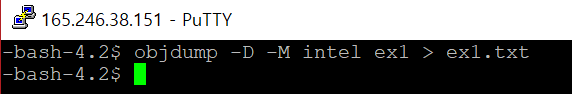 165.246.38.151 - PuTTY
-bash-4.2$ objdump -D -M intel ex1 > ex1.txt
-bash-4.2$